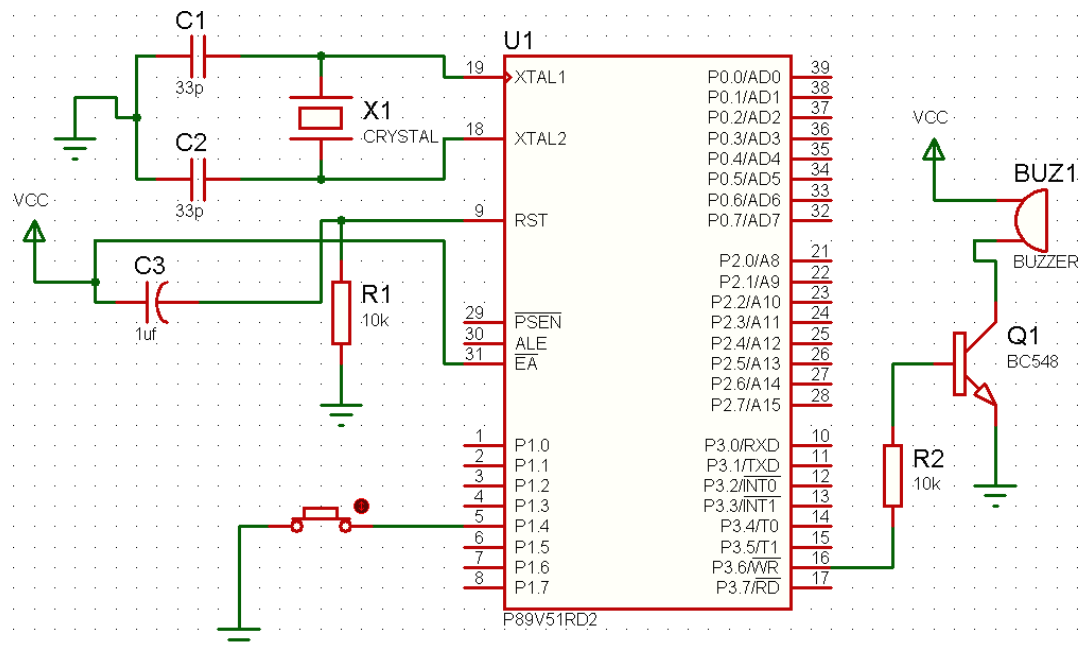 C1
33p
X1
CRYSTAL
C2
33p
VCC
C3
1uf
R1
10k
U1
19 XTAL1
18 XTAL2
9 RST
29 PSEN
30 ALE
31 EA
1 P1.0
2 P1.1
3 P1.2
4 P1.3
5 P1.4
6 P1.5
7 P1.6
8 P1.7
P0.0/AD0 39
P0.1/AD1 38
P0.2/AD2 37
P0.3/AD3 36
P0.4/AD4 35
P0.5/AD5 34
P0.6/AD6 33
P0.7/AD7 32
P2.0/A8 21
P2.1/A9 22
P2.2/A10 23
P2.3/A11 24
P2.4/A12 25
P2.5/A13 26
P2.6/A14 27
P2.7/A15 28
P3.0/RXD 10
P3.1/TXD 11
P3.2/INT0 12
P3.3/INT1 13
P3.4/T0 14
P3.5/T1 15
P3.6/WR 16
P3.7/RD 17
P89V51RD2
VCC
BUZ1
BUZZER
Q1
BC548
R2
10k